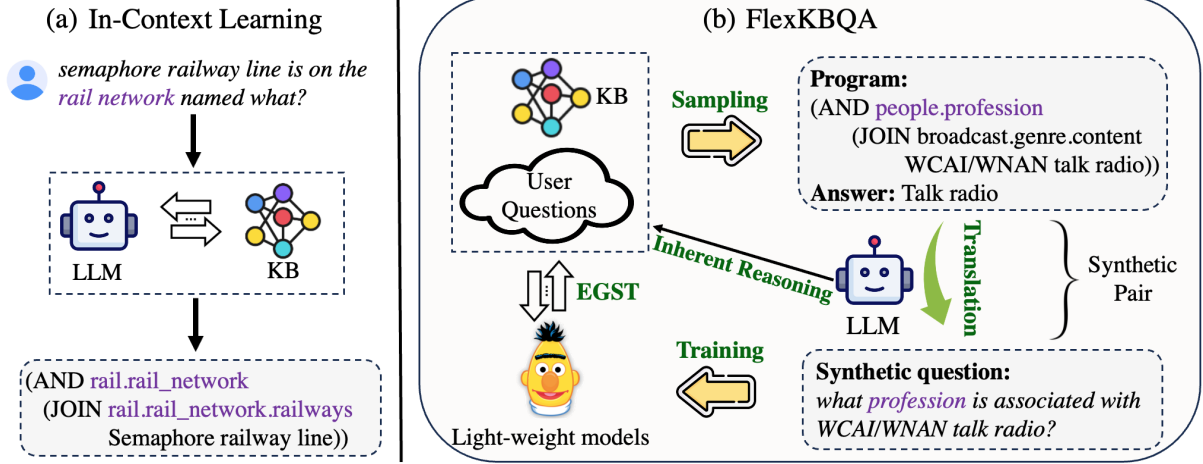 (a) In-Context Learning
semaphore railway line is on the
rail network named what?
LLM
KB
(AND rail.rail_network
(JOIN rail.rail_network.railways
Semaphore railway line))
(b) FlexKBQA
KB
User
Questions
Sampling
Program:
(AND people.profession
(JOIN broadcast.genre.content
WCAI/WNAN talk radio))
Answer: Talk radio
Inherent Reasoning
LLM
Translation
Synthetic
Pair
EGST
Training
Synthetic question:
what profession is associated with
WCAI/WNAN talk radio?
Light-weight models